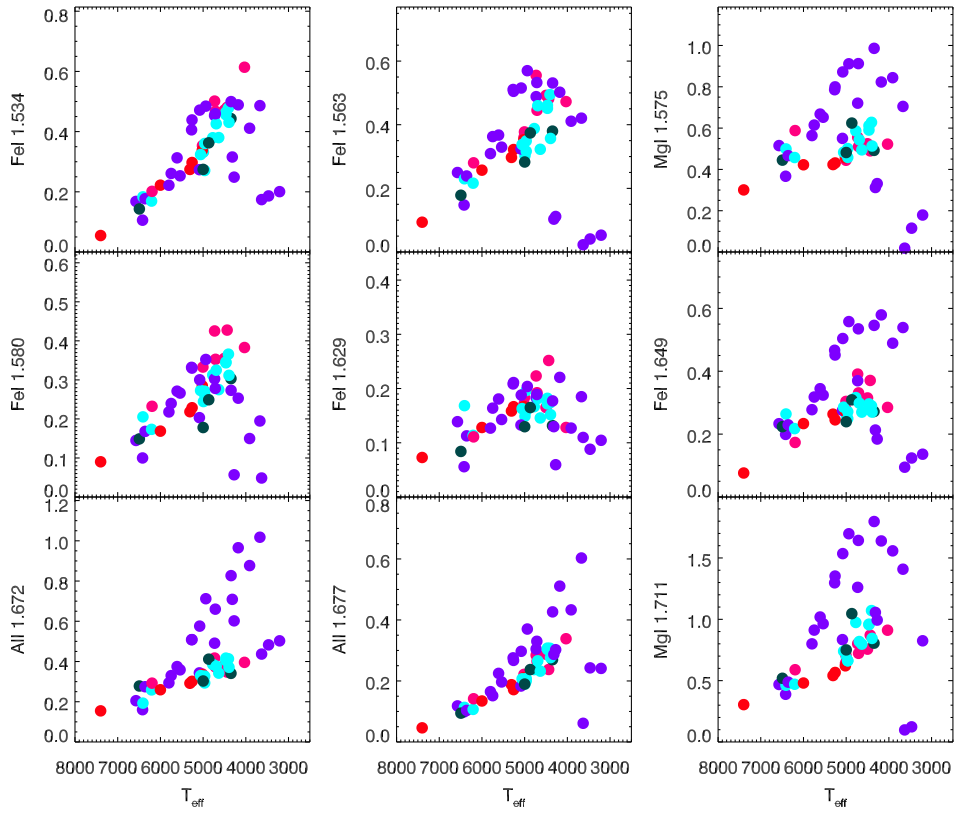 0.8 0.6 0.4 0.2 0.0 FeI 1.534
0.6 0.4 0.2 0.0 FeI 1.563
1.0 0.8 0.6 0.4 0.2 0.0 MgI 1.575
0.6 0.5 0.4 0.3 0.2 0.1 0.0 FeI 1.580
0.4 0.3 0.2 0.1 0.0 FeI 1.629
0.6 0.4 0.2 0.0 FeI 1.649
1.2 1.0 0.8 0.6 0.4 0.2 0.0 AlI 1.672
0.8 0.6 0.4 0.2 0.0 AlI 1.677
1.5 1.0 0.5 0.0 MgI 1.711
8000 7000 6000 5000 4000 3000
8000 7000 6000 5000 4000 3000
8000 7000 6000 5000 4000 3000
Teff
Teff
Teff